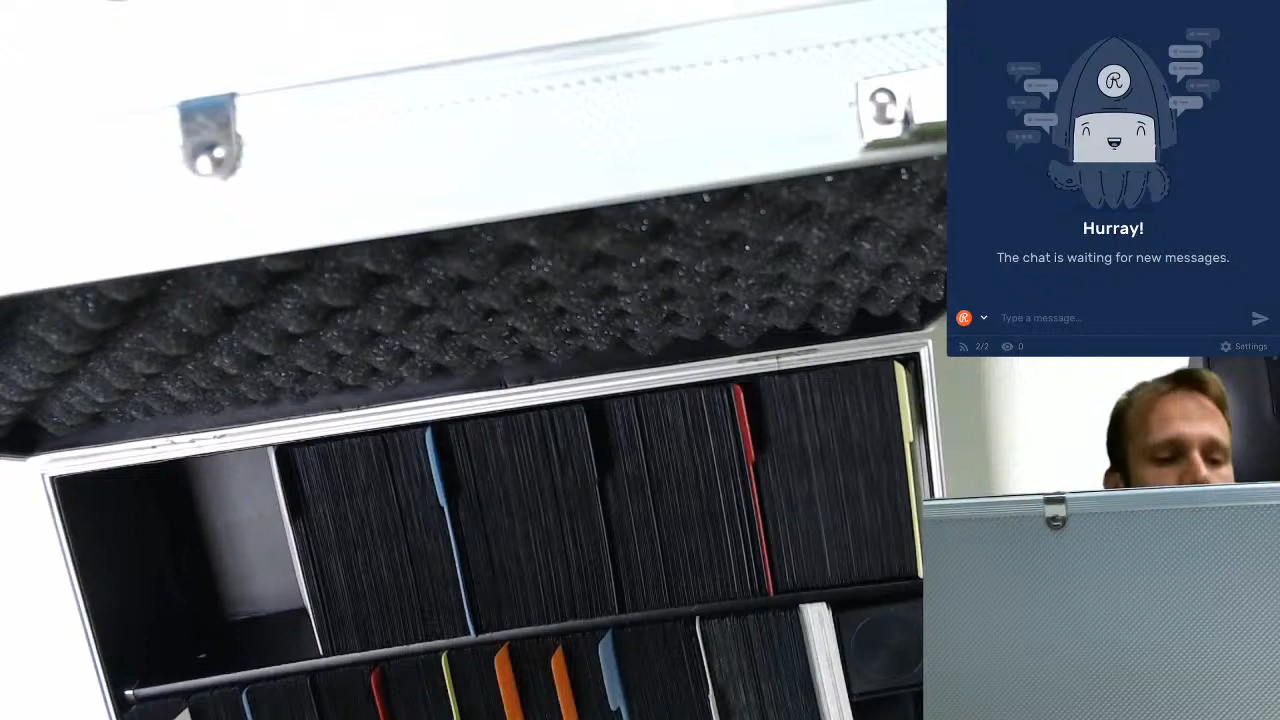 Hurray!
The chat is waiting for new messages.
Type a message...
2/2 0 Settings